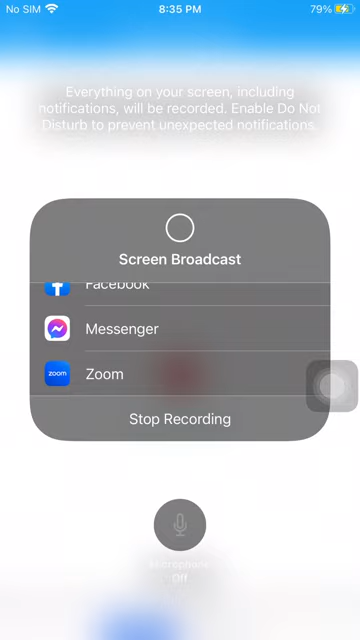 No SIM 8:35 PM 79%
Everything on your screen, including
notifications, will be recorded. Enable Do Not
Disturb to prevent unexpected notifications.
Screen Broadcast
Facebook
Messenger
zoom Zoom
Stop Recording
Microphone
Off